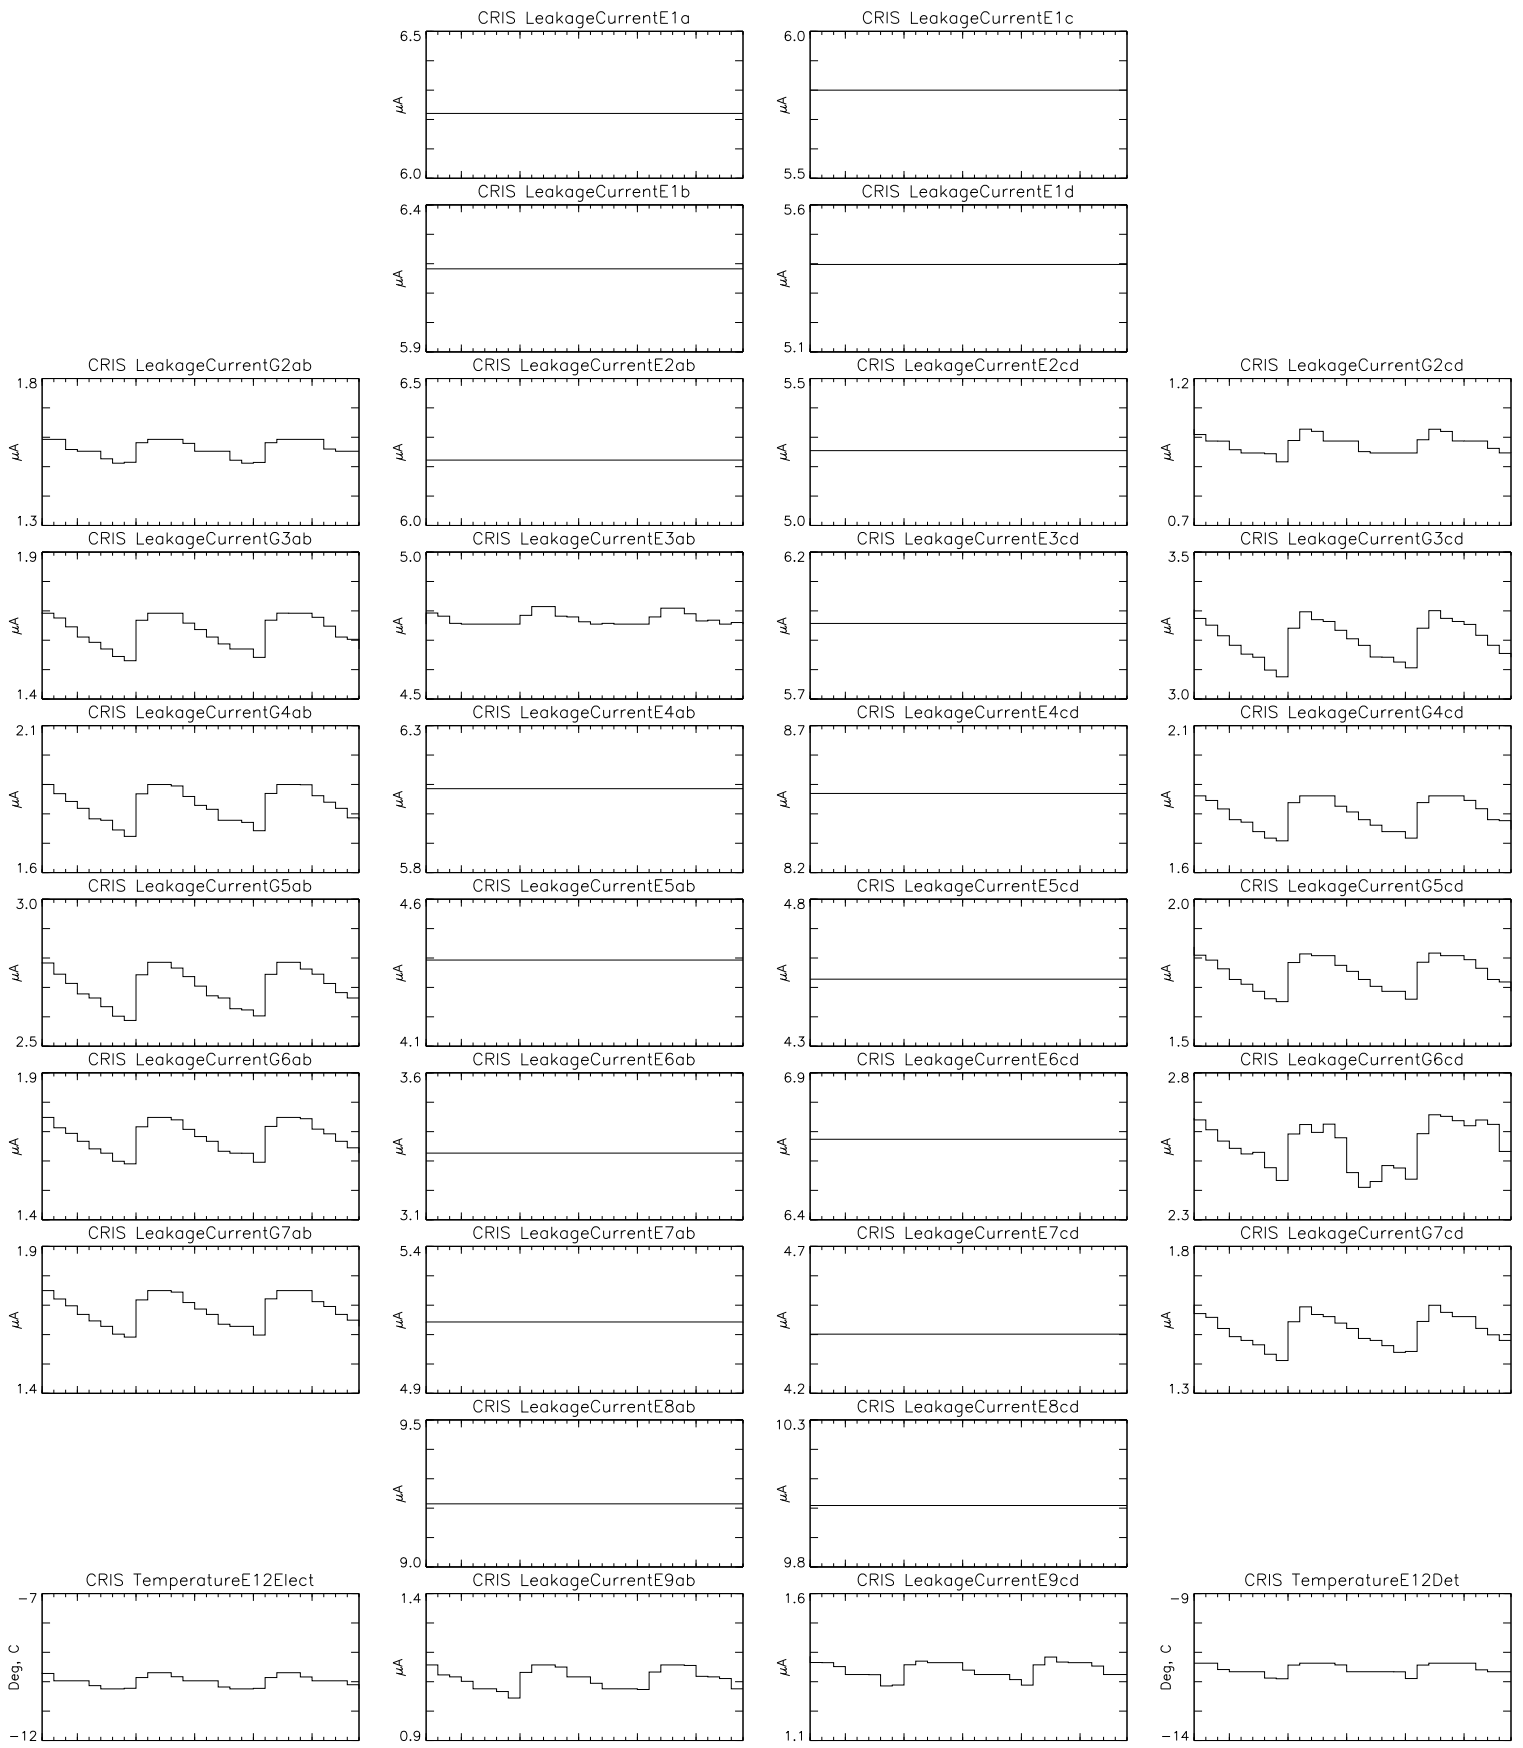 CRIS LeakageCurrentE1a
CRIS LeakageCurrentE1c
6.5
µA
6.0
6.0
µA
5.5
CRIS LeakageCurrentE1b
CRIS LeakageCurrentE1d
6.4
µA
5.9
5.6
µA
5.1
CRIS LeakageCurrentG2ab
CRIS LeakageCurrentE2ab
CRIS LeakageCurrentE2cd
CRIS LeakageCurrentG2cd
1.8
µA
1.3
6.5
µA
6.0
5.5
µA
5.0
1.2
µA
0.7
CRIS LeakageCurrentG3ab
CRIS LeakageCurrentE3ab
CRIS LeakageCurrentE3cd
CRIS LeakageCurrentG3cd
1.9
µA
1.4
5.0
µA
4.5
6.2
µA
5.7
3.5
µA
3.0
CRIS LeakageCurrentG4ab
CRIS LeakageCurrentE4ab
CRIS LeakageCurrentE4cd
CRIS LeakageCurrentG4cd
2.1
µA
1.6
6.3
µA
5.8
8.7
µA
8.2
2.1
µA
1.6
CRIS LeakageCurrentG5ab
CRIS LeakageCurrentE5ab
CRIS LeakageCurrentE5cd
CRIS LeakageCurrentG5cd
3.0
µA
2.5
4.6
µA
4.1
4.8
µA
4.3
2.0
µA
1.5
CRIS LeakageCurrentG6ab
CRIS LeakageCurrentE6ab
CRIS LeakageCurrentE6cd
CRIS LeakageCurrentG6cd
1.9
µA
1.4
3.6
µA
3.1
6.9
µA
6.4
2.8
µA
2.3
CRIS LeakageCurrentG7ab
CRIS LeakageCurrentE7ab
CRIS LeakageCurrentE7cd
CRIS LeakageCurrentG7cd
1.9
µA
1.4
5.4
µA
4.9
4.7
µA
4.2
1.8
µA
1.3
CRIS LeakageCurrentE8ab
CRIS LeakageCurrentE8cd
9.5
µA
9.0
10.3
µA
9.8
CRIS TemperatureE12Elect
CRIS LeakageCurrentE9ab
CRIS LeakageCurrentE9cd
CRIS TemperatureE12Det
-7
Deg, C
-12
1.4
µA
0.9
1.6
µA
1.1
-9
Deg, C
-14